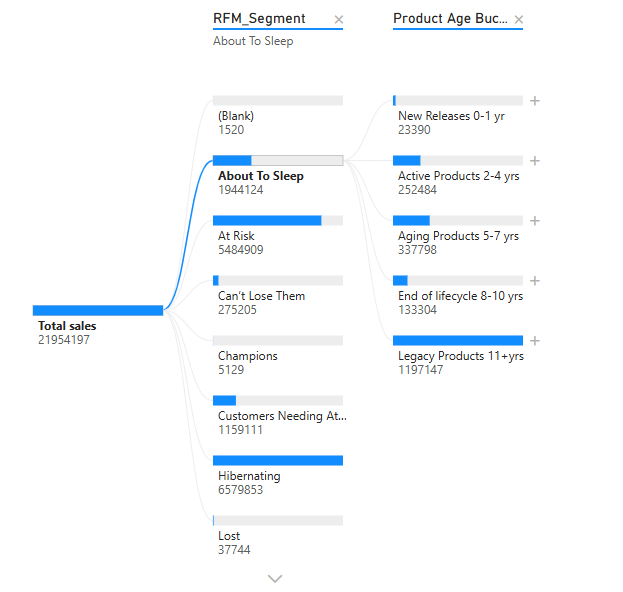 RFM_Segment
About To Sleep
Product Age Buc...
Total sales
21954197
(Blank)
1520
About To Sleep
1944124
At Risk
5484909
Can't Lose Them
275205
Champions
5129
Customers Needing At...
1159111
Hibernating
6579853
Lost
37744
New Releases 0-1 yr
23390
Active Products 2-4 yrs
252484
Aging Products 5-7 yrs
337798
End of lifecycle 8-10 yrs
133304
Legacy Products 11+yrs
1197147